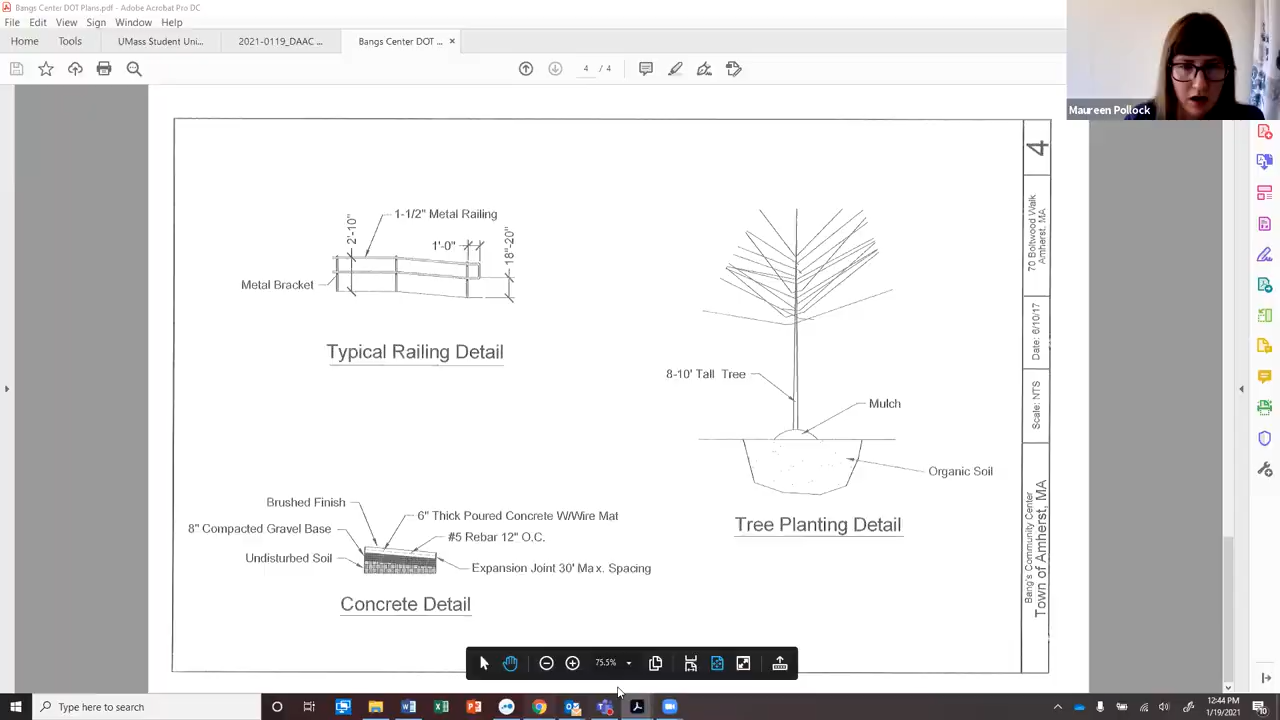 Bangs Center DOT Plans.pdf - Adobe Acrobat Pro DC
File Edit View Sign Window Help
Home Tools UMass Student Uni... 2021-0119_DAAC ... Bangs Center DOT ... ×
4 / 4
Maureen Pollock
1-1/2" Metal Railing
2'-10"
1'-0"
18"-20"
Metal Bracket
Typical Railing Detail
8-10' Tall Tree
Mulch
Organic Soil
Tree Planting Detail
Brushed Finish
6" Thick Poured Concrete W/Wire Mat
8" Compacted Gravel Base
#5 Rebar 12" O.C.
Undisturbed Soil
Expansion Joint 30' Max. Spacing
Concrete Detail
4
70 Boltwood Walk
Amherst, MA
Date: 6/10/17
Scale: NTS
Bang's Community Center
Town of Amherst, MA
75.5%
Type here to search
12:44 PM
1/19/2021